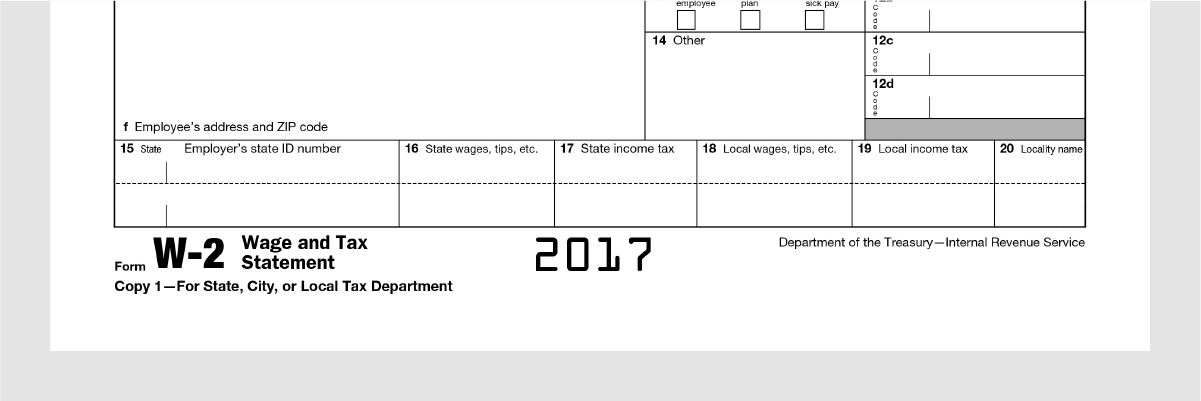 employee plan sick pay
C
o
d
e
14 Other
12c
C
o
d
e
12d
C
o
d
e
f Employee's address and ZIP code
15 State Employer's state ID number 16 State wages, tips, etc. 17 State income tax 18 Local wages, tips, etc. 19 Local income tax 20 Locality name
Form W-2 Wage and Tax
Statement
2017
Department of the Treasury—Internal Revenue Service
Copy 1—For State, City, or Local Tax Department